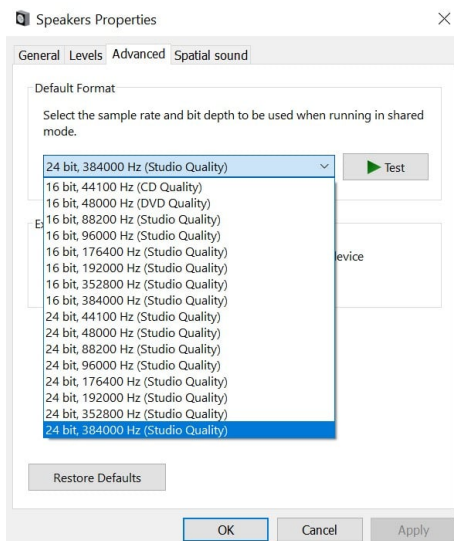 Speakers Properties
General Levels Advanced Spatial sound
Default Format
Select the sample rate and bit depth to be used when running in shared
mode.
24 bit, 384000 Hz (Studio Quality)
Test
16 bit, 44100 Hz (CD Quality)
16 bit, 48000 Hz (DVD Quality)
16 bit, 88200 Hz (Studio Quality)
16 bit, 96000 Hz (Studio Quality)
16 bit, 176400 Hz (Studio Quality)
16 bit, 192000 Hz (Studio Quality)
16 bit, 352800 Hz (Studio Quality)
16 bit, 384000 Hz (Studio Quality)
24 bit, 44100 Hz (Studio Quality)
24 bit, 48000 Hz (Studio Quality)
24 bit, 88200 Hz (Studio Quality)
24 bit, 96000 Hz (Studio Quality)
24 bit, 176400 Hz (Studio Quality)
24 bit, 192000 Hz (Studio Quality)
24 bit, 352800 Hz (Studio Quality)
24 bit, 384000 Hz (Studio Quality)
Restore Defaults
OK Cancel Apply